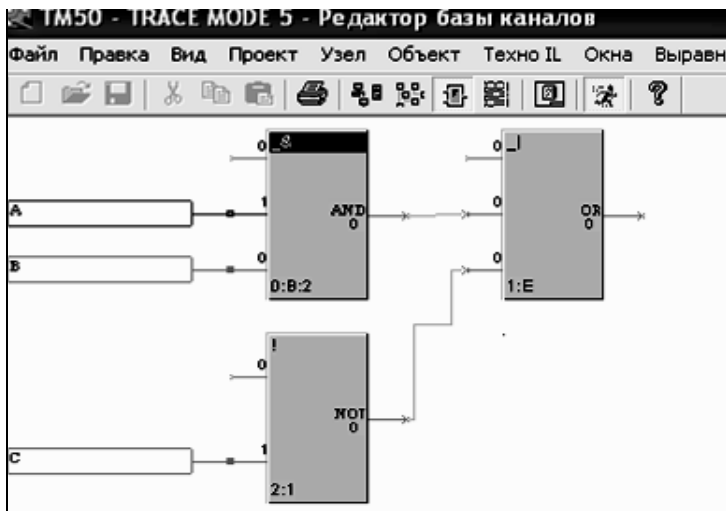 TM50 - TRACE MODE 5 - Редактор базы каналов
Файл Правка Вид Проект Узел Объект Техно IL Окна Выравн
0 _& 0 _|
A 1 AND 0 0 OR 0
B 0 0:B:2 0 1:E
0 !
NOT 0
C 1 2:1